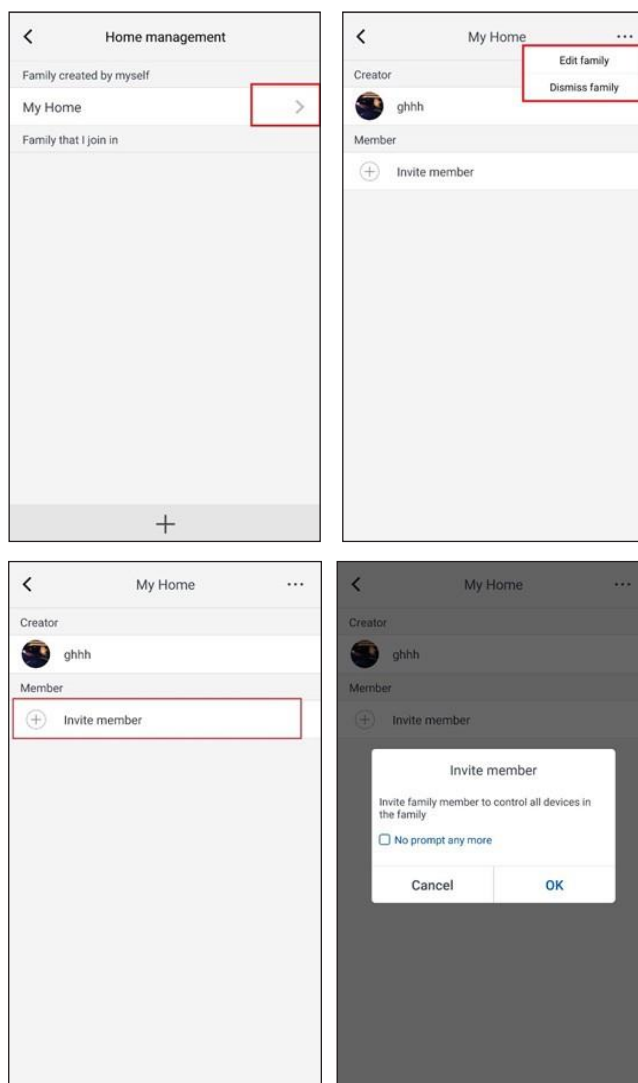 Home management
Family created by myself
My Home
Family that I join in
My Home
Edit family
Dismiss family
Creator
ghhh
Member
Invite member
My Home
Creator
ghhh
Member
Invite member
My Home
Creator
ghhh
Member
Invite member
Invite member
Invite family member to control all devices in
the family
No prompt any more
Cancel OK